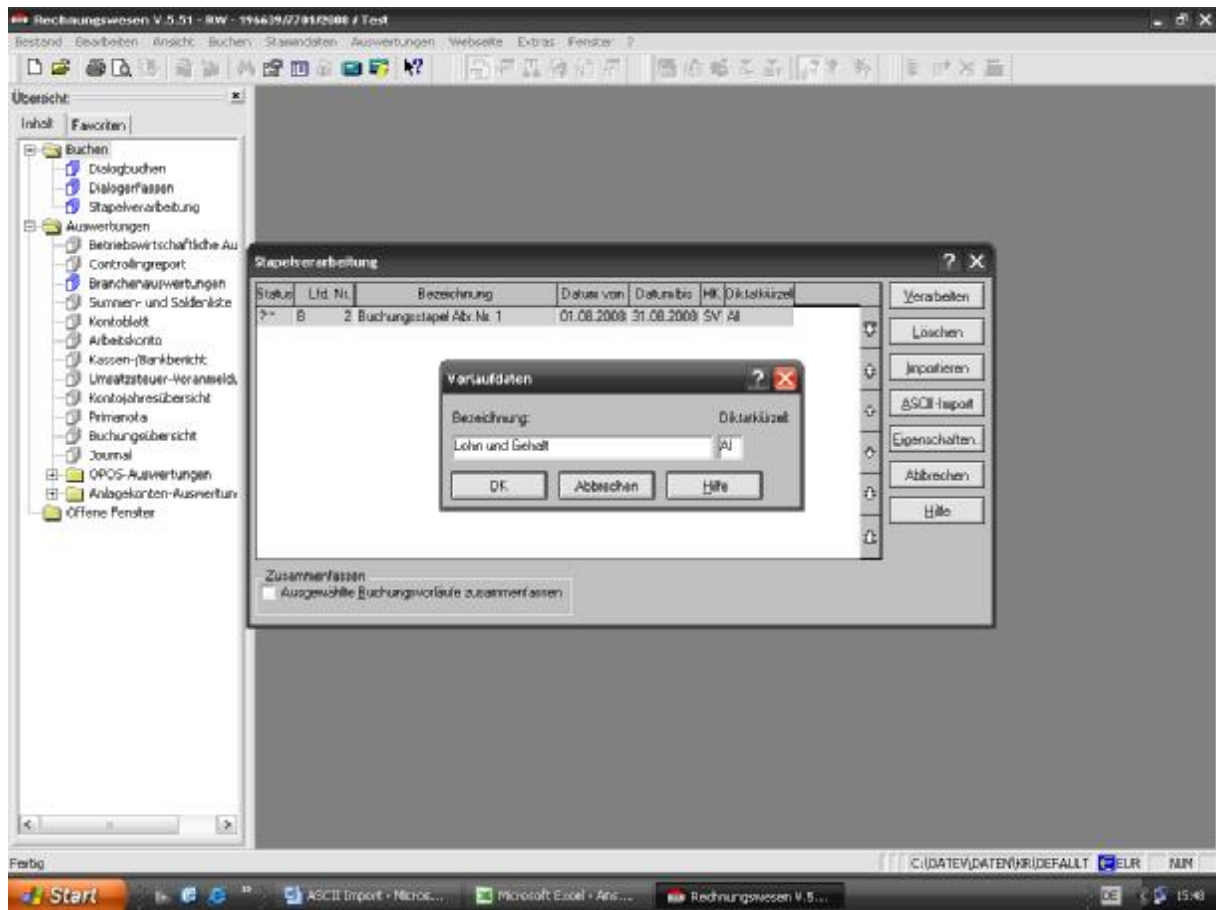 Rechnungswesen V.5.51 - RW - 196639/7701/2008 / Test
Bestand Bearbeiten Ansicht Buchen Stammdaten Auswertungen Webseite Extras Fenster ?
Übersicht:
Inhalt Favoriten
Buchen
Dialogbuchen
Dialogerfassen
Stapelverarbeitung
Auswertungen
Betriebswirtschaftliche Au
Controllingreport
Branchenauswertungen
Summen- und Saldenliste
Kontoblatt
Arbeitskonto
Kassen-/Bankbericht
Umsatzsteuer-Voranmeld.
Kontojahresübersicht
Primanota
Buchungsübersicht
Journal
OPOS-Auswertungen
Anlagekonten-Auswertun
Offene Fenster
Stapelverarbeitung
Status Lfd. Nr. Bezeichnung Datum von Datum bis HK Diktatkürzel
?* B 2 Buchungsstapel Abr.Nr. 1 01.08.2008 31.08.2008 SV Al
Verarbeiten
Löschen
Importieren
ASCII-Import
Eigenschaften..
Abbrechen
Hilfe
Vorlaufdaten
Bezeichnung: Diktatkürzel:
Lohn und Gehalt Al
OK Abbrechen Hilfe
Zusammenfassen
Ausgewählte Buchungsvorläufe zusammenfassen
Fertig C:\DATEV\DATEN\KR\DEFAULT EUR NUM
Start ASCII Import - Micros... Microsoft Excel - Ans... Rechnungswesen V.5... DE 15:48